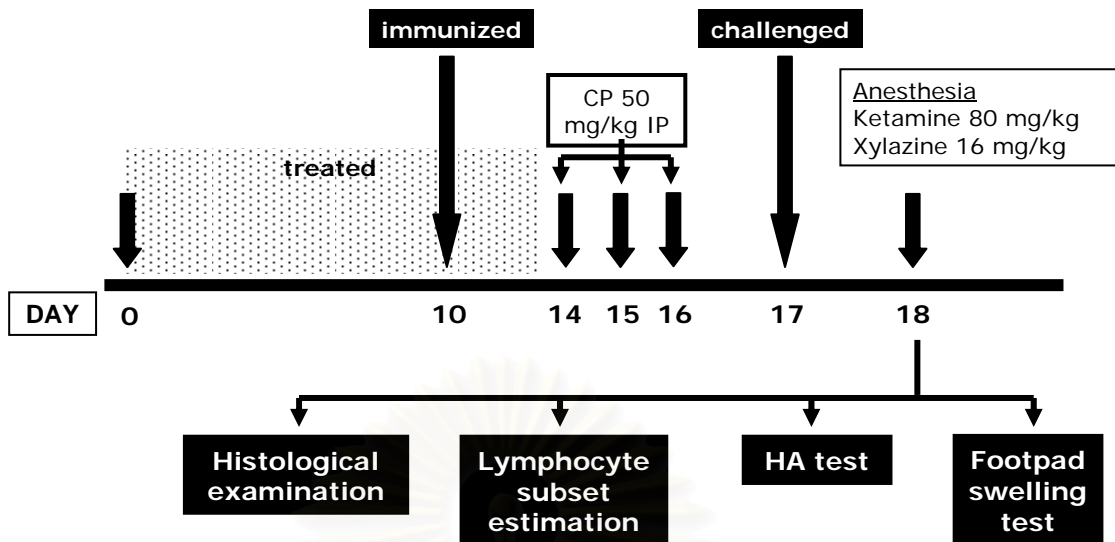 immunized
challenged
CP 50
mg/kg IP
Anesthesia
Ketamine 80 mg/kg
Xylazine 16 mg/kg
treated
DAY
0
10
14
15
16
17
18
Histological
examination
Lymphocyte
subset
estimation
HA test
Footpad
swelling
test